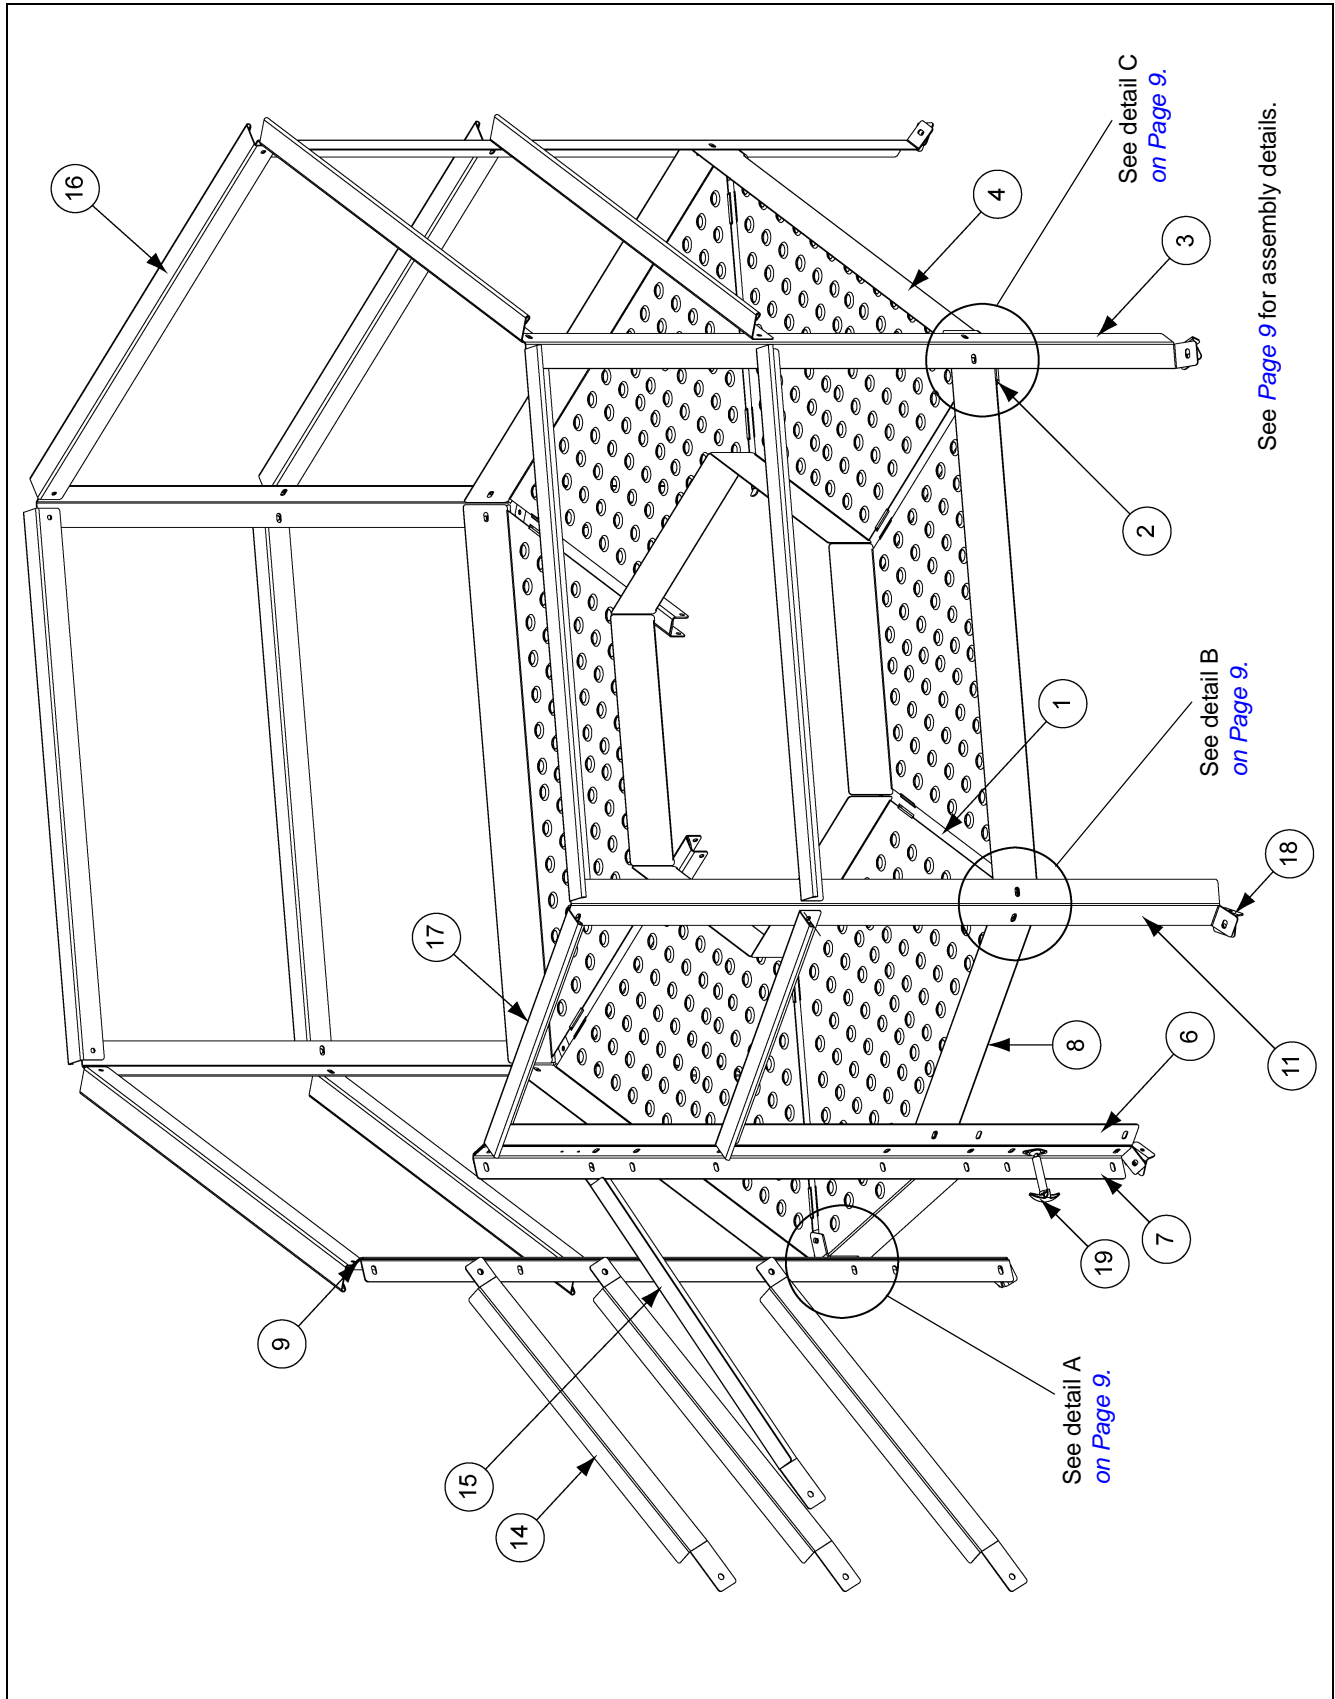 16
9
17
15
14
4
1
8
See detail A
on Page 9.
19
See detail C
on Page 9.
2
7
6
3
See detail B
on Page 9.
See Page 9 for assembly details.
18
11